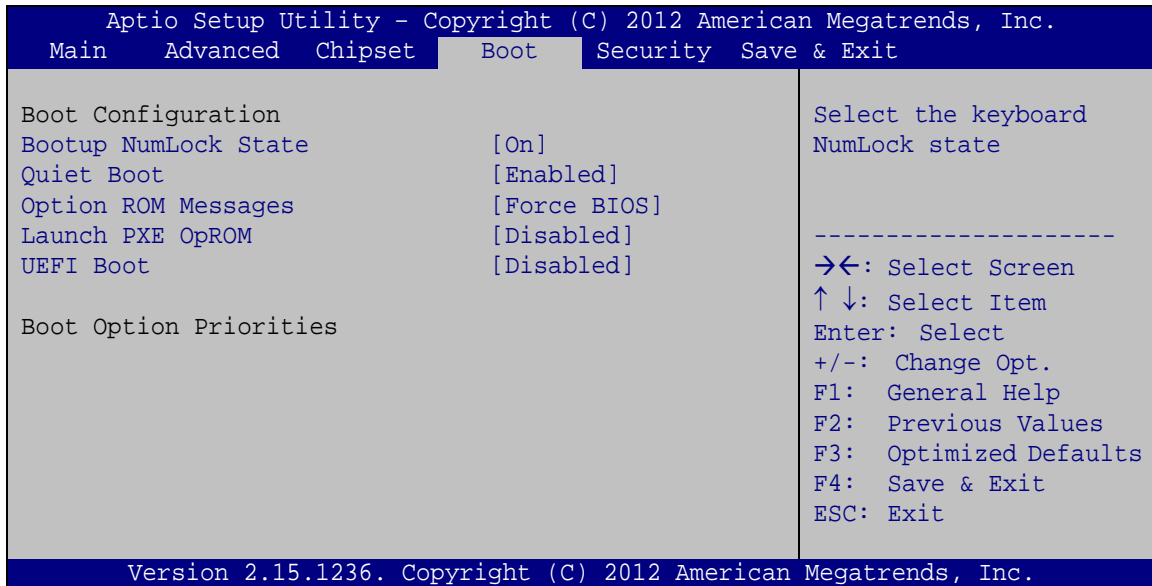 Aptio Setup Utility – Copyright (C) 2012 American Megatrends, Inc.
Main Advanced Chipset Boot Security Save & Exit
Boot Configuration
Bootup NumLock State [On]
Quiet Boot [Enabled]
Option ROM Messages [Force BIOS]
Launch PXE OpROM [Disabled]
UEFI Boot [Disabled]
Boot Option Priorities
Select the keyboard
NumLock state
---------------------
→←: Select Screen
↑ ↓: Select Item
Enter: Select
+/-: Change Opt.
F1: General Help
F2: Previous Values
F3: Optimized Defaults
F4: Save & Exit
ESC: Exit
Version 2.15.1236. Copyright (C) 2012 American Megatrends, Inc.